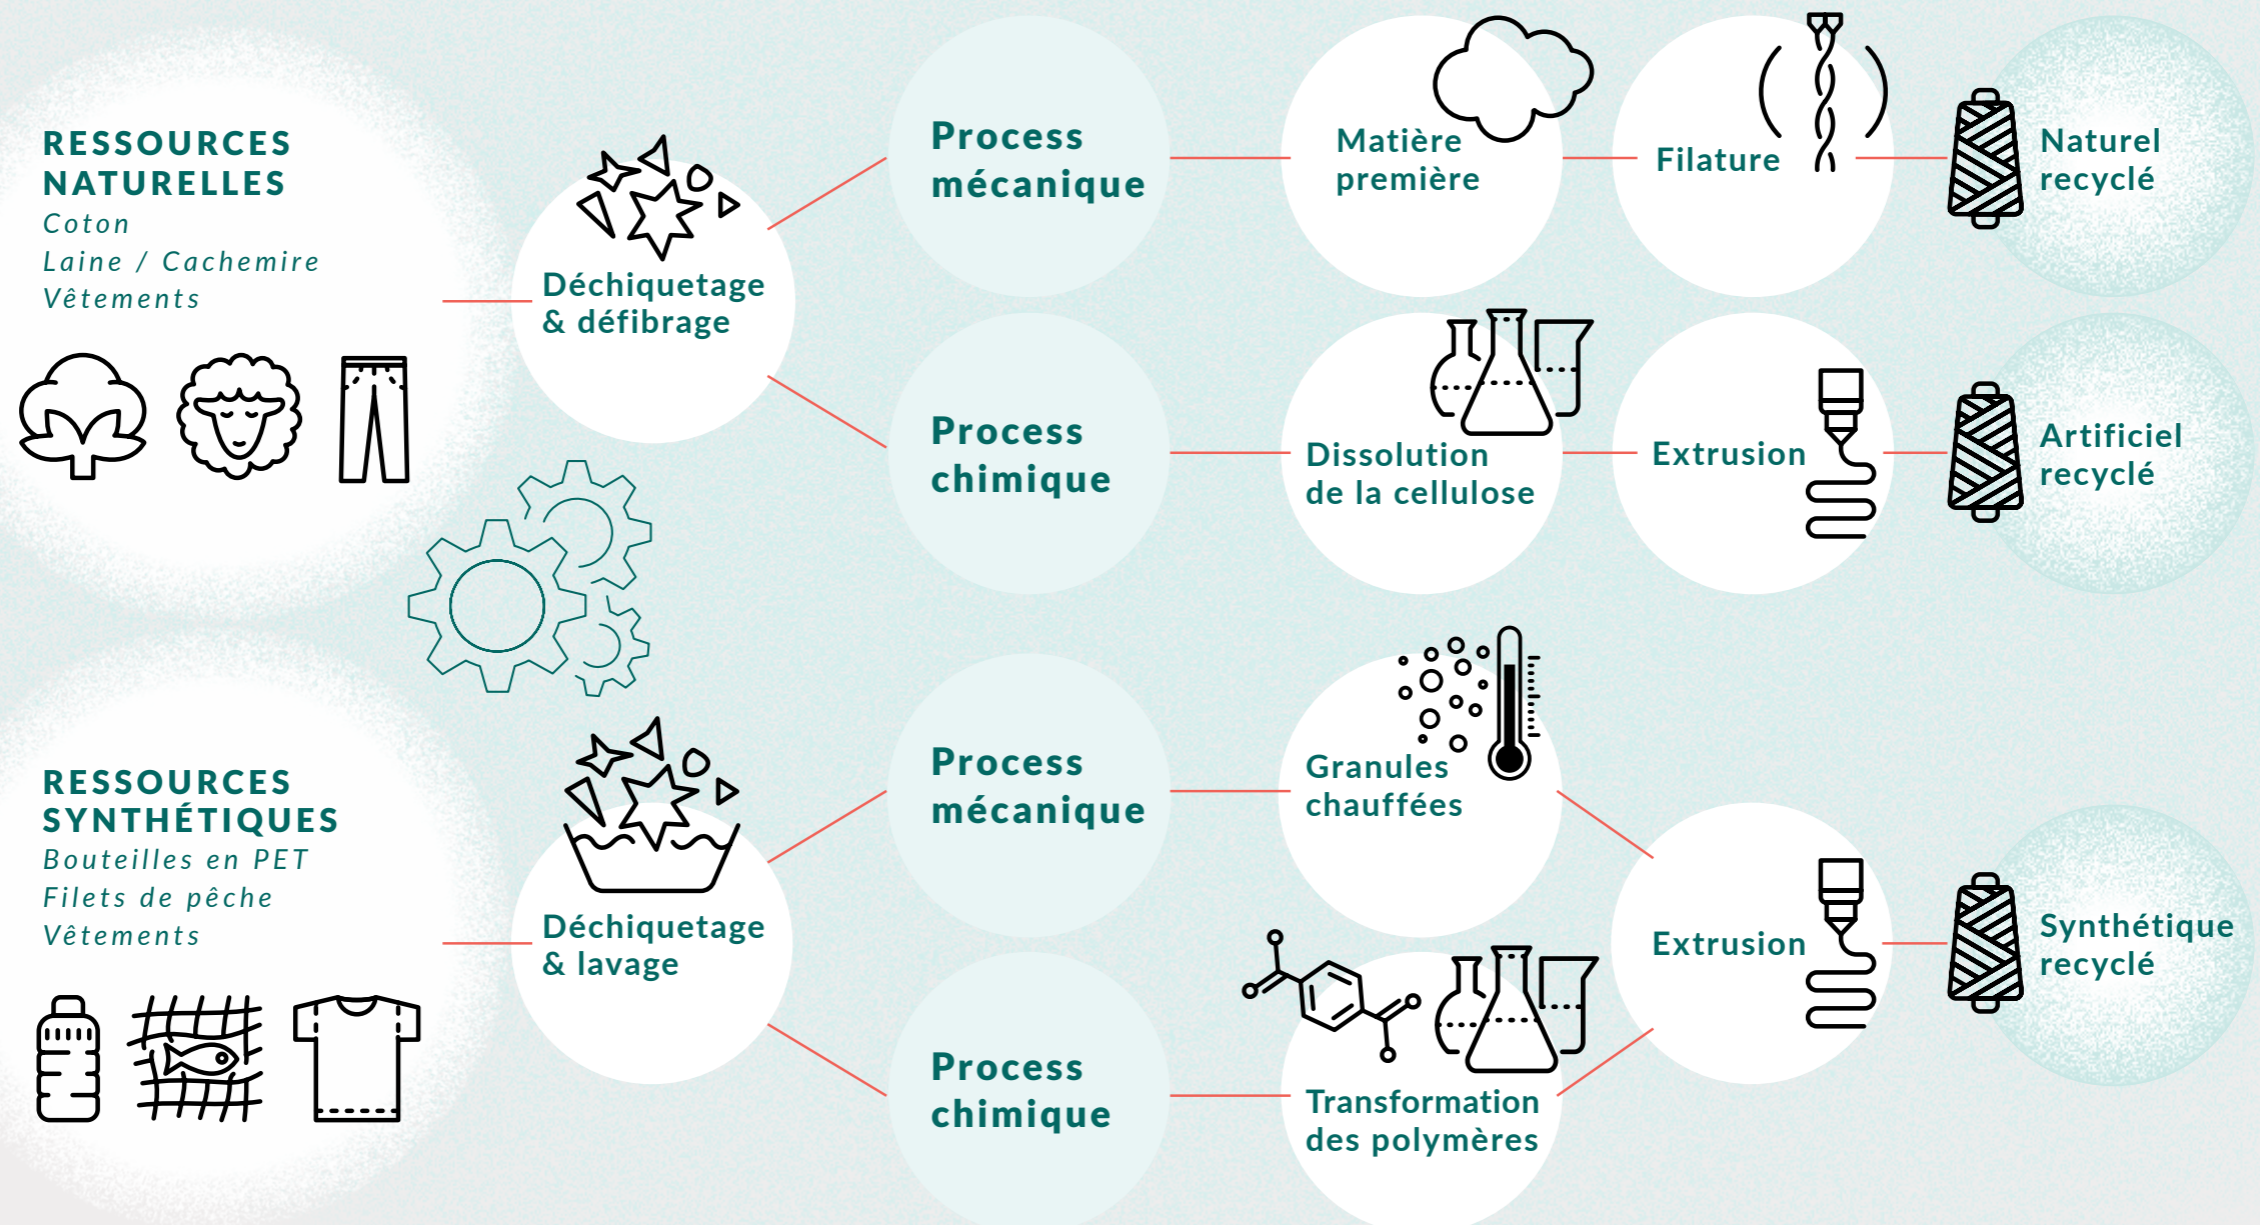 RESSOURCES
NATURELLES
Coton
Laine / Cachemire
Vêtements
Déchiquetage
& défibrage
Process
mécanique
Matière
première
Filature
Naturel
recyclé
Process
chimique
Dissolution
de la cellulose
Extrusion
Artificiel
recyclé
RESSOURCES
SYNTHÉTIQUES
Bouteilles en PET
Filets de pêche
Vêtements
Déchiquetage
& lavage
Process
mécanique
Granules
chauffées
Process
chimique
Transformation
des polymères
Extrusion
Synthétique
recyclé